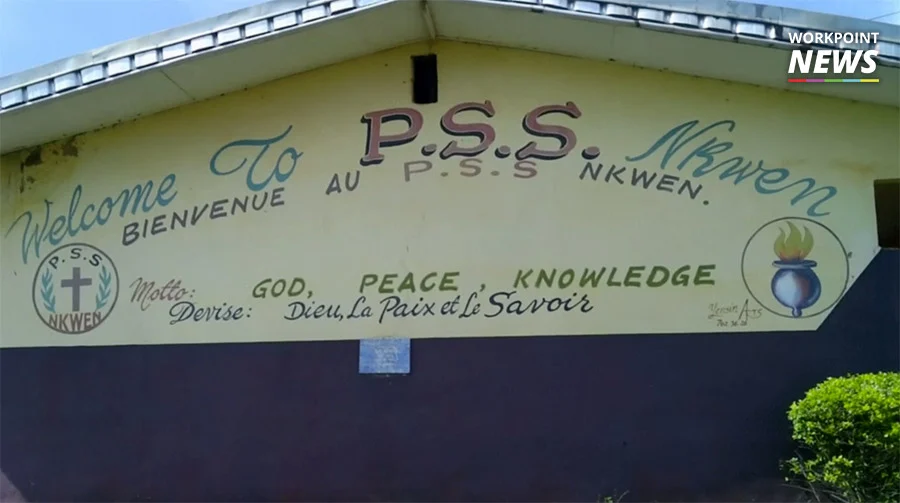 WORKPOINT
NEWS
Welcome To P.S.S. Nkwen
BIENVENUE AU P.S.S NKWEN.
P.S.S
NKWEN
Motto: GOD, PEACE, KNOWLEDGE
Devise: Dieu, La Paix et Le Savoir